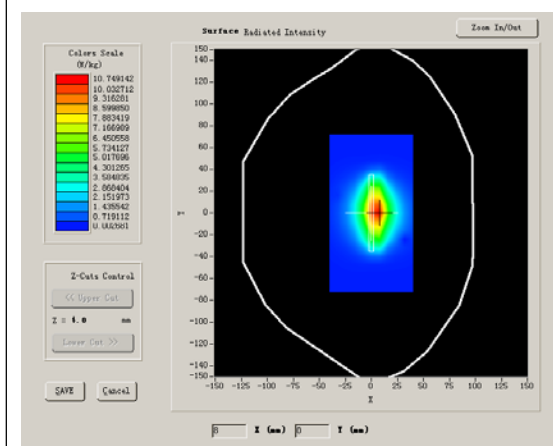 Surface Radiated Intensity
Zoom In/Out
Colors Scale
(W/kg)
10.749142
10.032712
9.316281
8.599850
7.883419
7.166989
6.450558
5.734127
5.017696
4.301265
3.584835
2.868404
2.151973
1.435542
0.719112
0.002681
150
140
120
100
80
60
40
20
0
-20
-40
-60
-80
-100
-120
-140
-150
Y
-150 -125 -100 -75 -50 -25 0 25 50 75 100 125 150
X
Z-Cuts Control
<< Upper Cut
Z = mm
Lower Cut >>
SAVE Cancel
8 X (mm) 0 Y (mm)